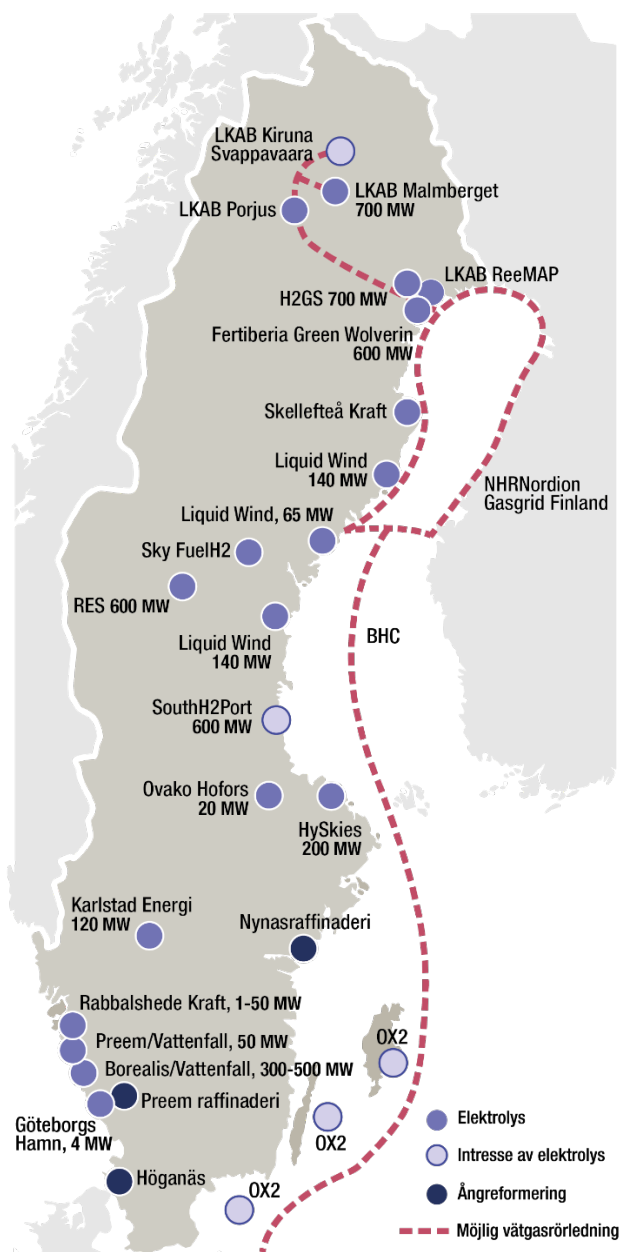 LKAB Kiruna
Svappavaara
LKAB Malmberget
700 MW
LKAB Porjus
LKAB ReeMAP
H2GS 700 MW
Fertiberia Green Wolverin
600 MW
Skellefteå Kraft
Liquid Wind
140 MW
NHRNordion
Gasgrid Finland
Liquid Wind, 65 MW
Sky FuelH2
RES 600 MW
Liquid Wind
140 MW
BHC
SouthH2Port
600 MW
Ovako Hofors
20 MW
HySkies
200 MW
Karlstad Energi
120 MW
Nynasraffinaderi
Rabbalshede Kraft, 1-50 MW
Preem/Vattenfall, 50 MW
Borealis/Vattenfall, 300-500 MW
Preem raffinaderi
Göteborgs
Hamn, 4 MW
OX2
OX2
Höganäs
OX2
Elektrolys
Intresse av elektrolys
Ångreformering
Möjlig vätgasrörledning